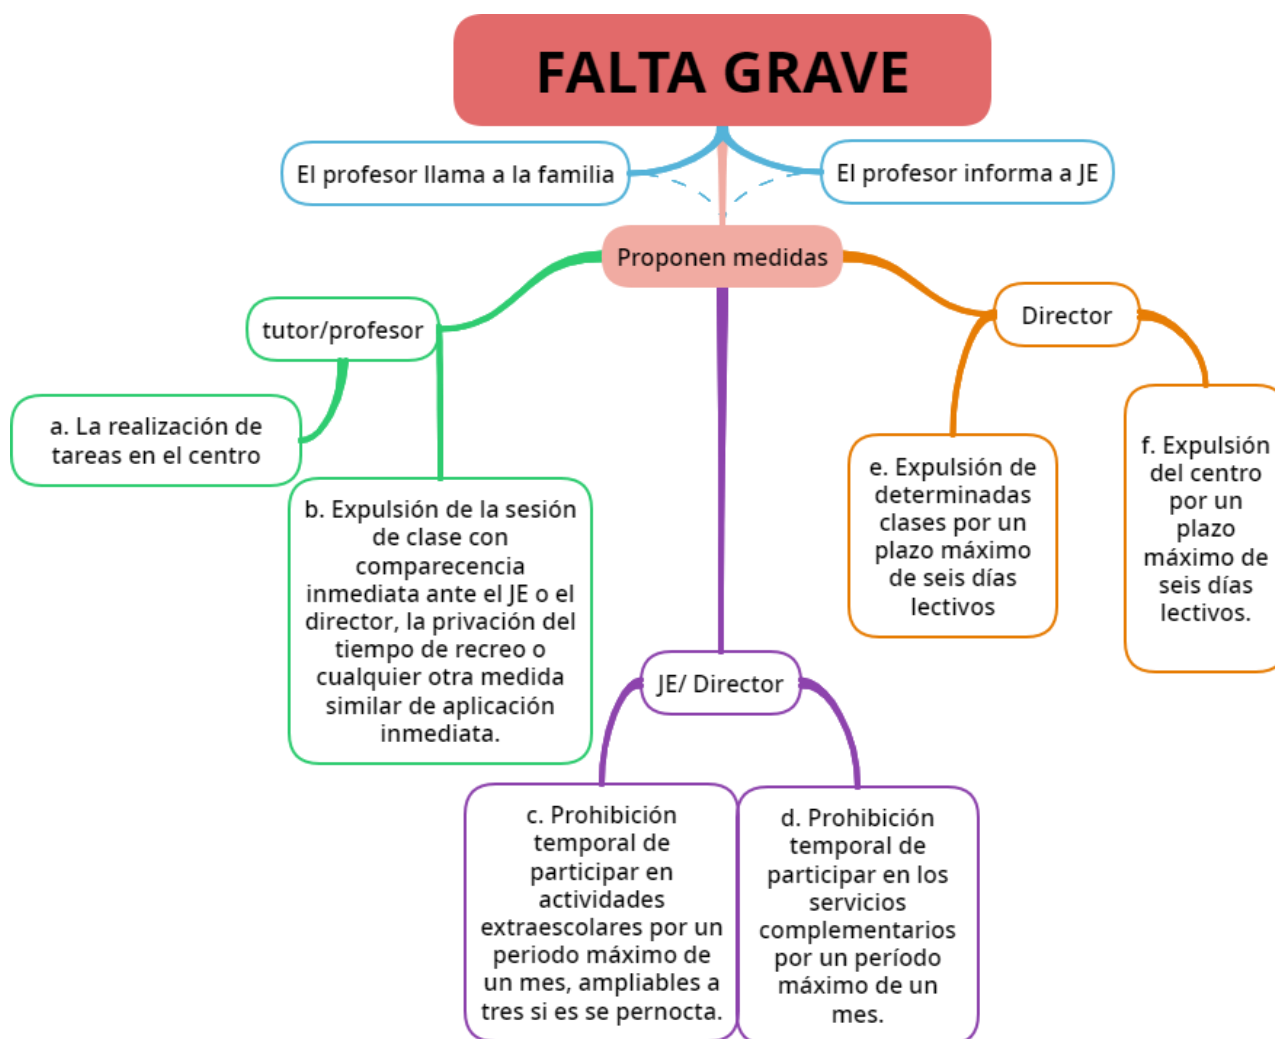 FALTA GRAVE
El profesor llama a la familia
El profesor informa a JE
Proponen medidas
tutor/profesor
a. La realización de
tareas en el centro
b. Expulsión de la sesión
de clase con
comparecencia
inmediata ante el JE o el
director, la privación del
tiempo de recreo o
cualquier otra medida
similar de aplicación
inmediata.
JE/ Director
c. Prohibición
temporal de
participar en
actividades
extraescolares por un
periodo máximo de
un mes, ampliables a
tres si es se pernocta.
d. Prohibición
temporal de
participar en los
servicios
complementarios
por un período
máximo de un
mes.
Director
e. Expulsión de
determinadas
clases por un
plazo máximo
de seis días
lectivos
f. Expulsión
del centro
por un
plazo
máximo de
seis días
lectivos.